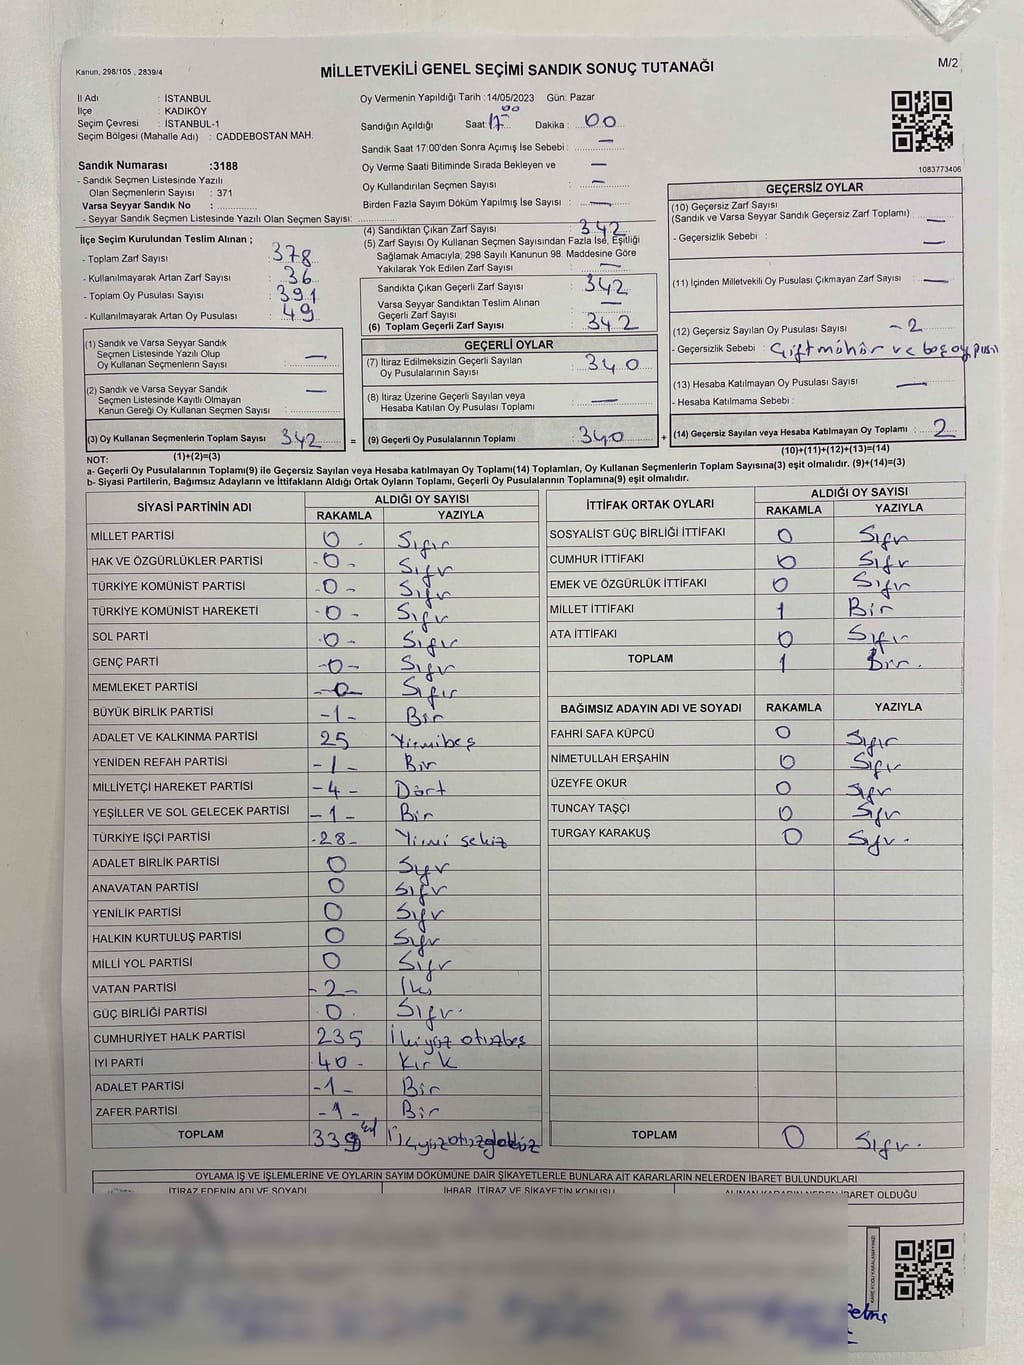 Kanun, 298/105 , 2839/4
MİLLETVEKİLİ GENEL SEÇİMİ SANDIK SONUÇ TUTANAĞI
M/2
İl Adı : İSTANBUL
İlçe : KADIKÖY
Seçim Çevresi : İSTANBUL-1
Seçim Bölgesi (Mahalle Adı) : CADDEBOSTAN MAH.
Sandık Numarası :3188
- Sandık Seçmen Listesinde Yazılı
Olan Seçmenlerin Sayısı : 371
Varsa Seyyar Sandık No :
- Seyyar Sandık Seçmen Listesinde Yazılı Olan Seçmen Sayısı:
Oy Vermenin Yapıldığı Tarih :14/05/2023 Gün: Pazar
Sandığın Açıldığı Saat: 17 00 Dakika : 00
Sandık Saat 17:00'den Sonra Açımış İse Sebebi : —
Oy Verme Saati Bitiminde Sırada Bekleyen ve —
Oy Kullandırılan Seçmen Sayısı : —
Birden Fazla Sayım Döküm Yapılmış İse Sayısı : —
1083773406
İlçe Seçim Kurulundan Teslim Alınan ;
- Toplam Zarf Sayısı : 378
- Kullanılmayarak Artan Zarf Sayısı : 36
- Toplam Oy Pusulası Sayısı : 391
- Kullanılmayarak Artan Oy Pusulası : 49
(1) Sandık ve Varsa Seyyar Sandık
Seçmen Listesinde Yazılı Olup
Oy Kullanan Seçmenlerin Sayısı : —
(2) Sandık ve Varsa Seyyar Sandık
Seçmen Listesinde Kayıtlı Olmayan
Kanun Gereği Oy Kullanan Seçmen Sayısı : —
(3) Oy Kullanan Seçmenlerin Toplam Sayısı : 342 =
(1)+(2)=(3)
(4) Sandıktan Çıkan Zarf Sayısı : 342
(5) Zarf Sayısı Oy Kullanan Seçmen Sayısından Fazla İse, Eşitliği
Sağlamak Amacıyla; 298 Sayılı Kanunun 98. Maddesine Göre
Yakılarak Yok Edilen Zarf Sayısı : —
Sandıkta Çıkan Geçerli Zarf Sayısı : 342
Varsa Seyyar Sandıktan Teslim Alınan
Geçerli Zarf Sayısı : —
(6) Toplam Geçerli Zarf Sayısı : 342
GEÇERLİ OYLAR
(7) İtiraz Edilmeksizin Geçerli Sayılan
Oy Pusulalarının Sayısı : 340
(8) İtiraz Üzerine Geçerli Sayılan veya
Hesaba Katılan Oy Pusulası Toplamı : —
(9) Geçerli Oy Pusulalarının Toplamı : 340 +
GEÇERSİZ OYLAR
(10) Geçersiz Zarf Sayısı
(Sandık ve Varsa Seyyar Sandık Geçersiz Zarf Toplamı) : —
- Geçersizlik Sebebi : —
(11) İçinden Milletvekili Oy Pusulası Çıkmayan Zarf Sayısı : —
(12) Geçersiz Sayılan Oy Pusulası Sayısı : -2
- Geçersizlik Sebebi : Çift mühür ve boş oy pusul
(13) Hesaba Katılmayan Oy Pusulası Sayısı : —
- Hesaba Katılmama Sebebi :
(14) Geçersiz Sayılan veya Hesaba Katılmayan Oy Toplamı : 2
(10)+(11)+(12)+(13)=(14)
NOT:
a- Geçerli Oy Pusulalarının Toplamı(9) ile Geçersiz Sayılan veya Hesaba katılmayan Oy Toplamı(14) Toplamları, Oy Kullanan Seçmenlerin Toplam Sayısına(3) eşit olmalıdır. (9)+(14)=(3)
b- Siyasi Partilerin, Bağımsız Adayların ve İttifakların Aldığı Ortak Oyların Toplamı, Geçerli Oy Pusulalarının Toplamına(9) eşit olmalıdır.
SİYASİ PARTİNİN ADI ALDIĞI OY SAYISI
RAKAMLA YAZIYLA
MİLLET PARTİSİ 0 Sıfır
HAK VE ÖZGÜRLÜKLER PARTİSİ -0- Sıfır
TÜRKİYE KOMÜNİST PARTİSİ -0- Sıfır
TÜRKİYE KOMÜNİST HAREKETİ -0- Sıfır
SOL PARTİ -0- Sıfır
GENÇ PARTİ -0- Sıfır
MEMLEKET PARTİSİ -0- Sıfır
BÜYÜK BİRLİK PARTİSİ -1- Bir
ADALET VE KALKINMA PARTİSİ 25 Yirmibeş
YENİDEN REFAH PARTİSİ -1- Bir
MİLLİYETÇİ HAREKET PARTİSİ -4- Dört
YEŞİLLER VE SOL GELECEK PARTİSİ -1- Bir
TÜRKİYE İŞÇİ PARTİSİ -28- Yirmi sekiz
ADALET BİRLİK PARTİSİ 0 Sıfır
ANAVATAN PARTİSİ 0 Sıfır
YENİLİK PARTİSİ 0 Sıfır
HALKIN KURTULUŞ PARTİSİ 0 Sıfır
MİLLİ YOL PARTİSİ 0 Sıfır
VATAN PARTİSİ -2- İki
GÜÇ BİRLİĞİ PARTİSİ 0 Sıfır.
CUMHURİYET HALK PARTİSİ 235 İkiyüz otuzbeş
İYİ PARTİ 40 - Kırk
ADALET PARTİSİ -1- Bir
ZAFER PARTİSİ -1- Bir
TOPLAM 339 Üçyüzotuzdokuz
İTTİFAK ORTAK OYLARI ALDIĞI OY SAYISI
RAKAMLA YAZIYLA
SOSYALİST GÜÇ BİRLİĞİ İTTİFAKI 0 Sıfır
CUMHUR İTTİFAKI 0 Sıfır
EMEK VE ÖZGÜRLÜK İTTİFAKI 0 Sıfır
MİLLET İTTİFAKI 1 Bir
ATA İTTİFAKI 0 Sıfır
TOPLAM 1 Bir.
BAĞIMSIZ ADAYIN ADI VE SOYADI RAKAMLA YAZIYLA
FAHRİ SAFA KÜPCÜ 0 Sıfır
NİMETULLAH ERŞAHİN 0 Sıfır
ÜZEYFE OKUR 0 Sıfır
TUNCAY TAŞÇI 0 Sıfır
TURGAY KARAKUŞ 0 Sıfır.
TOPLAM 0 Sıfır.
OYLAMA İŞ VE İŞLEMLERİNE VE OYLARIN SAYIM DÖKÜMÜNE DAİR ŞİKAYETLERLE BUNLARA AİT KARARLARIN NELERDEN İBARET BULUNDUKLARI
İTİRAZ EDENİN ADI VE SOYADI İHBAR, İTİRAZ VE ŞİKAYETİN KONUSU ALINAN KARARIN NEDEN İBARET OLDUĞU